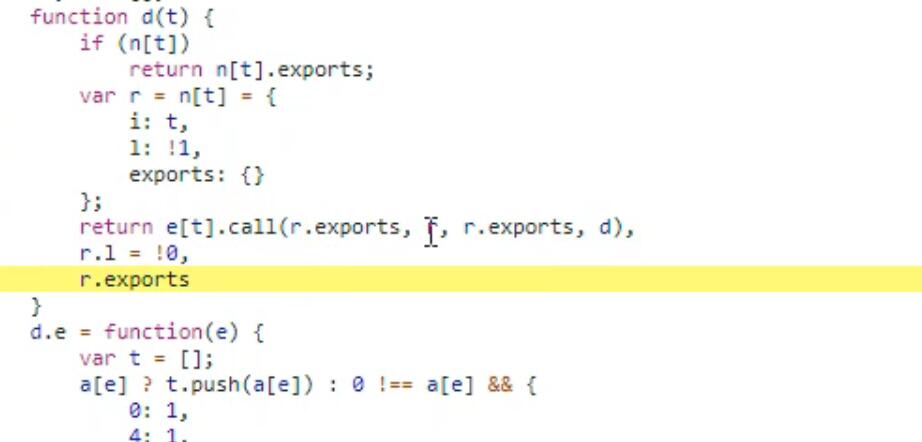 function d(t) {
if (n[t])
return n[t].exports;
var r = n[t] = {
i: t,
l: !1,
exports: {}
};
return e[t].call(r.exports, r, r.exports, d),
r.l = !0,
r.exports
}
d.e = function(e) {
var t = [];
a[e] ? t.push(a[e]) : 0 !== a[e] && {
0: 1,
4: 1,